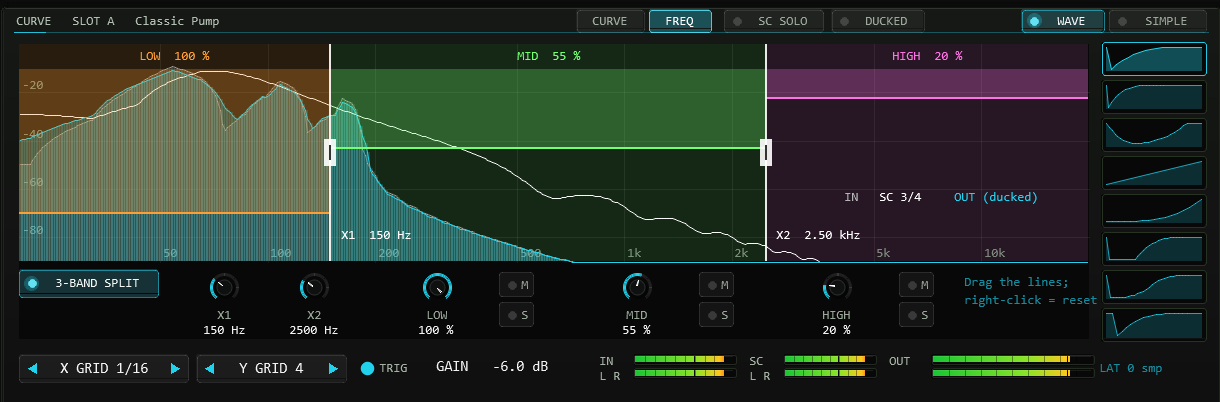 CURVE SLOT A Classic Pump CURVE FREQ SC SOLO DUCKED WAVE SIMPLE
LOW 100 % MID 55 % HIGH 20 %
-20
-40
-60
IN SC 3/4 OUT (ducked)
-80
X1 150 Hz X2 2.50 kHz
50 100 200 500 1k 2k 5k 10k
3-BAND SPLIT M M M Drag the lines;
right-click = reset
X1 X2 LOW S MID S HIGH S
150 Hz 2500 Hz 100 % 55 % 20 %
X GRID 1/16 Y GRID 4 TRIG GAIN -6.0 dB IN SC OUT LAT 0 smp
L R L R